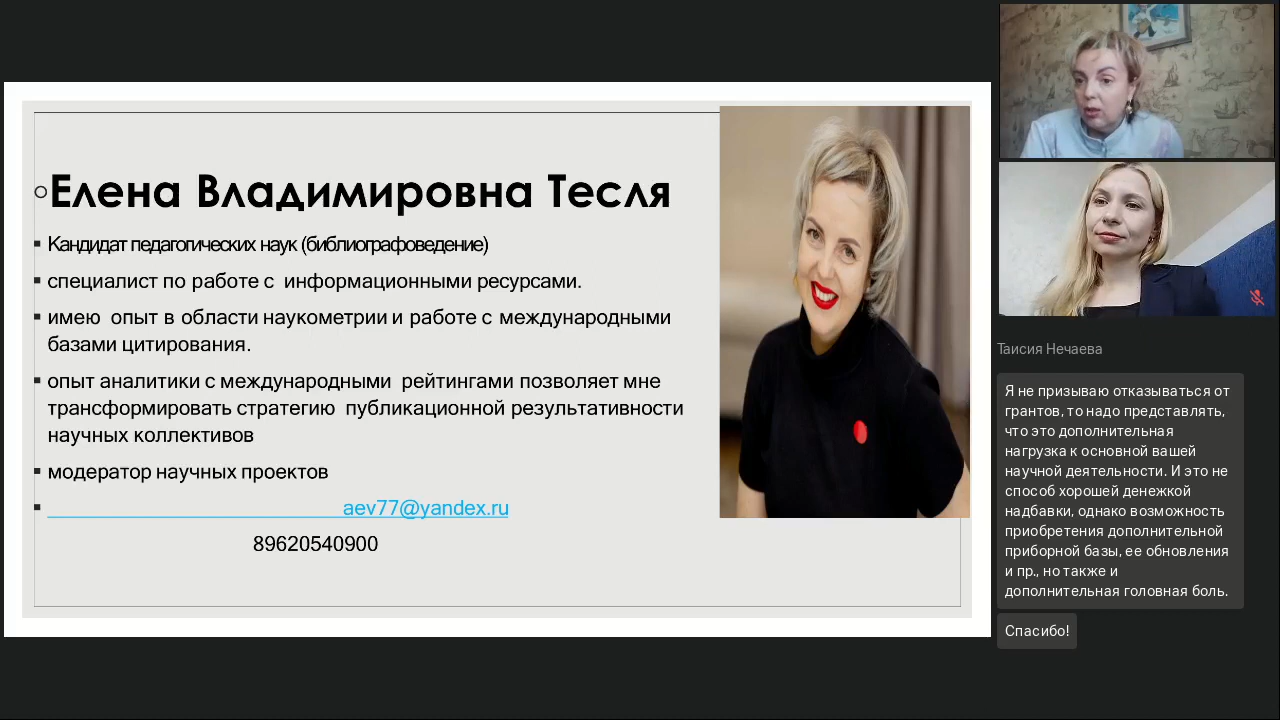 Елена Владимировна Тесля
Кандидат педагогических наук (библиографоведение)
специалист по работе с информационными ресурсами.
имею опыт в области наукометрии и работе с международными
базами цитирования.
опыт аналитики с международными рейтингами позволяет мне
трансформировать стратегию публикационной результативности
научных коллективов
модератор научных проектов
aev77@yandex.ru
89620540900
Таисия Нечаева
Я не призываю отказываться от
грантов, то надо представлять,
что это дополнительная
нагрузка к основной вашей
научной деятельности. И это не
способ хорошей денежкой
надбавки, однако возможность
приобретения дополнительной
приборной базы, ее обновления
и пр., но также и
дополнительная головная боль.
Спасибо!